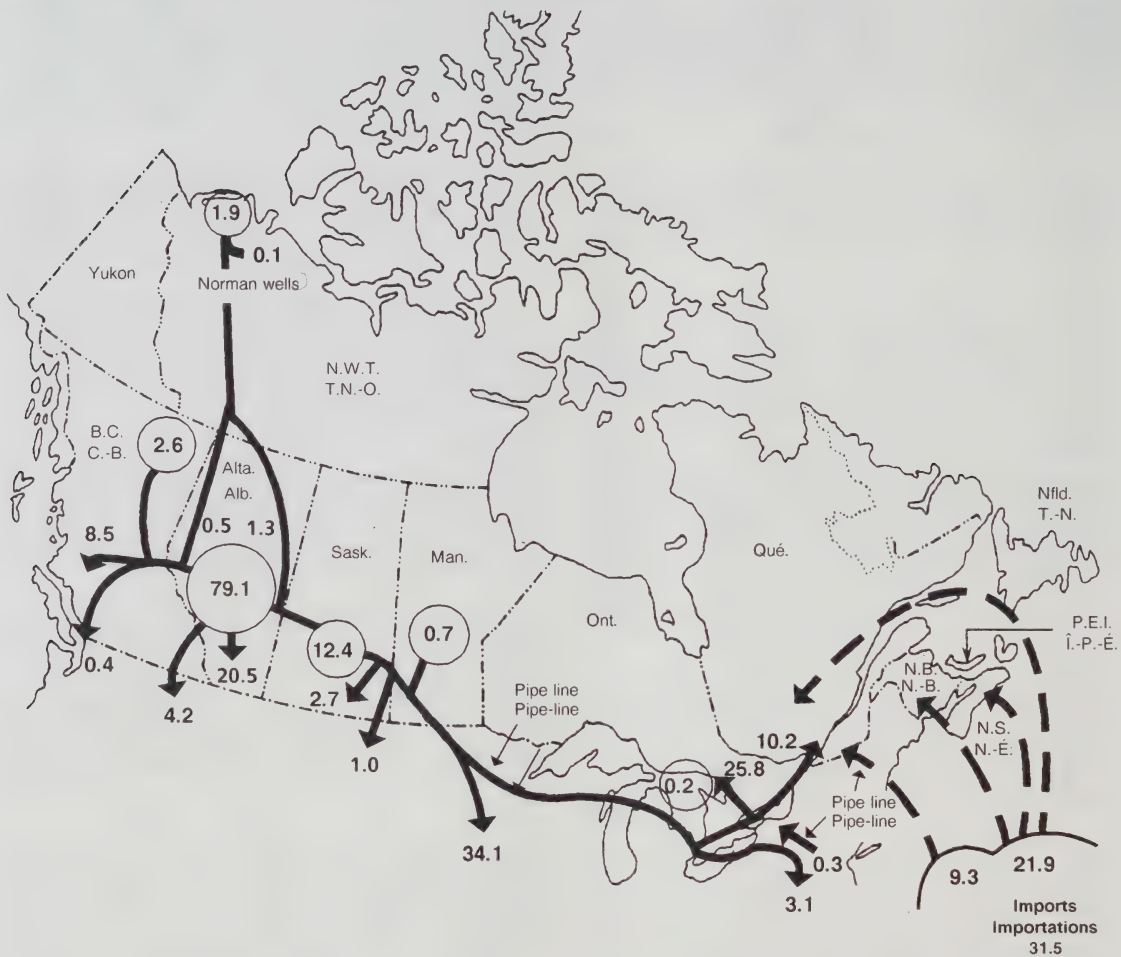 1.9
0.1
Yukon
Norman wells
N.W.T.
T.N.-O.
B.C.
C.-B.
2.6
Alta.
Alb.
Nfld.
T.-N.
8.5
0.5
1.3
Sask.
Man.
Qué.
79.1
Ont.
P.E.I.
Î.-P.-É.
12.4
0.7
N.B.
N.-B.
0.4
20.5
2.7
4.2
Pipe line
Pipe-line
N.S.
N.-É.
1.0
10.2
25.8
0.2
Pipe line
Pipe-line
34.1
0.3
3.1
9.3
21.9
Imports
Importations
31.5